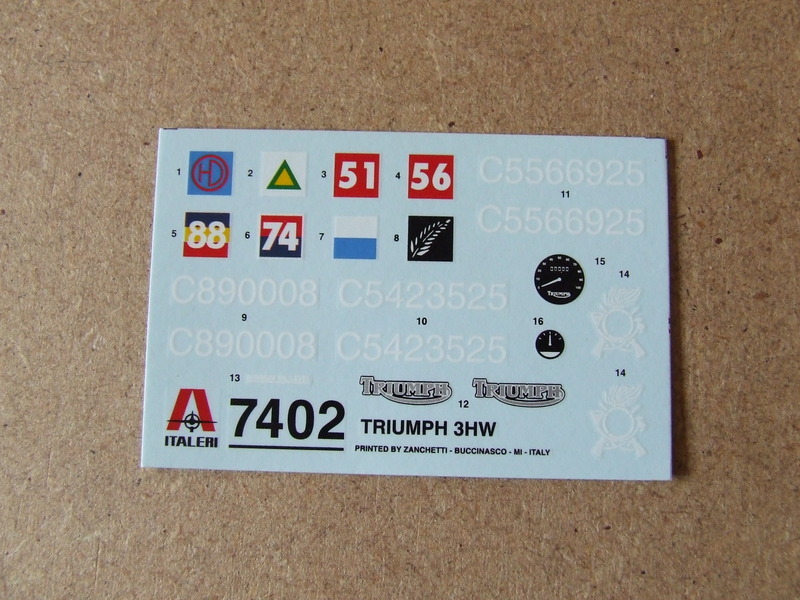 1 HD 2 3 51 4 56 C5566925
11
C5566925
5 88 6 74 7 8
15 14
TRIUMPH
C890008 C5423525
9 10 16
C890008 C5423525
13 14
TRIUMPH TRIUMPH
12
ITALERI 7402 TRIUMPH 3HW
PRINTED BY ZANCHETTI - BUCCINASCO - MI - ITALY